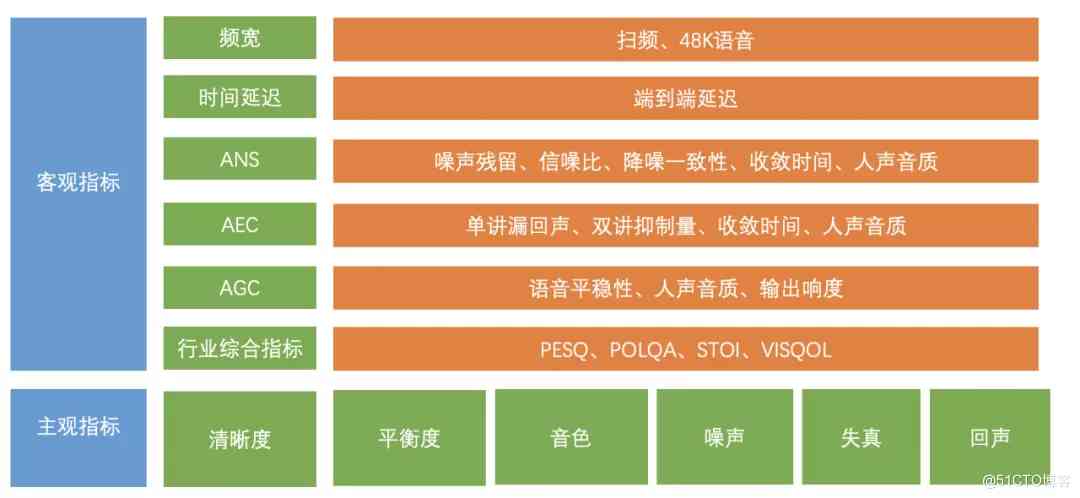 客观指标
频宽
扫频、48K语音
时间延迟
端到端延迟
ANS
噪声残留、信噪比、降噪一致性、收敛时间、人声音质
AEC
单讲漏回声、双讲抑制量、收敛时间、人声音质
AGC
语音平稳性、人声音质、输出响度
行业综合指标
PESQ、POLQA、STOI、VISQOL
主观指标
清晰度
平衡度
音色
噪声
失真
回声
@51CTO博客